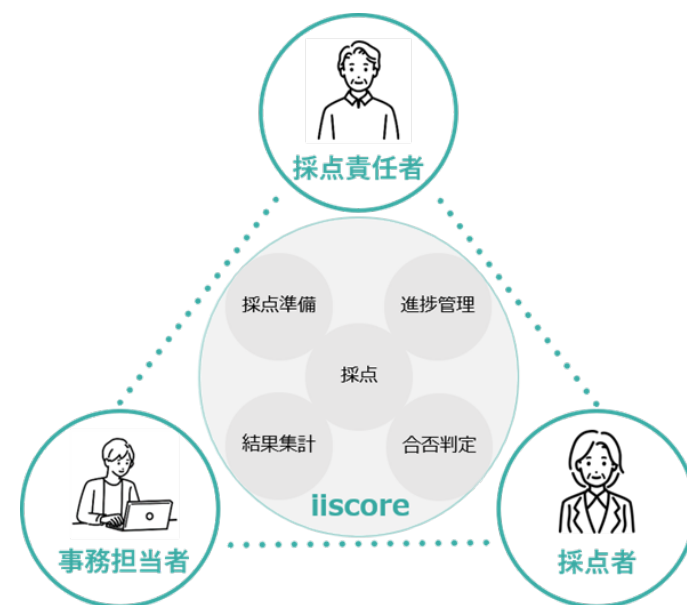 採点責任者
採点準備
進捗管理
採点
結果集計
合否判定
iiscore
事務担当者
採点者